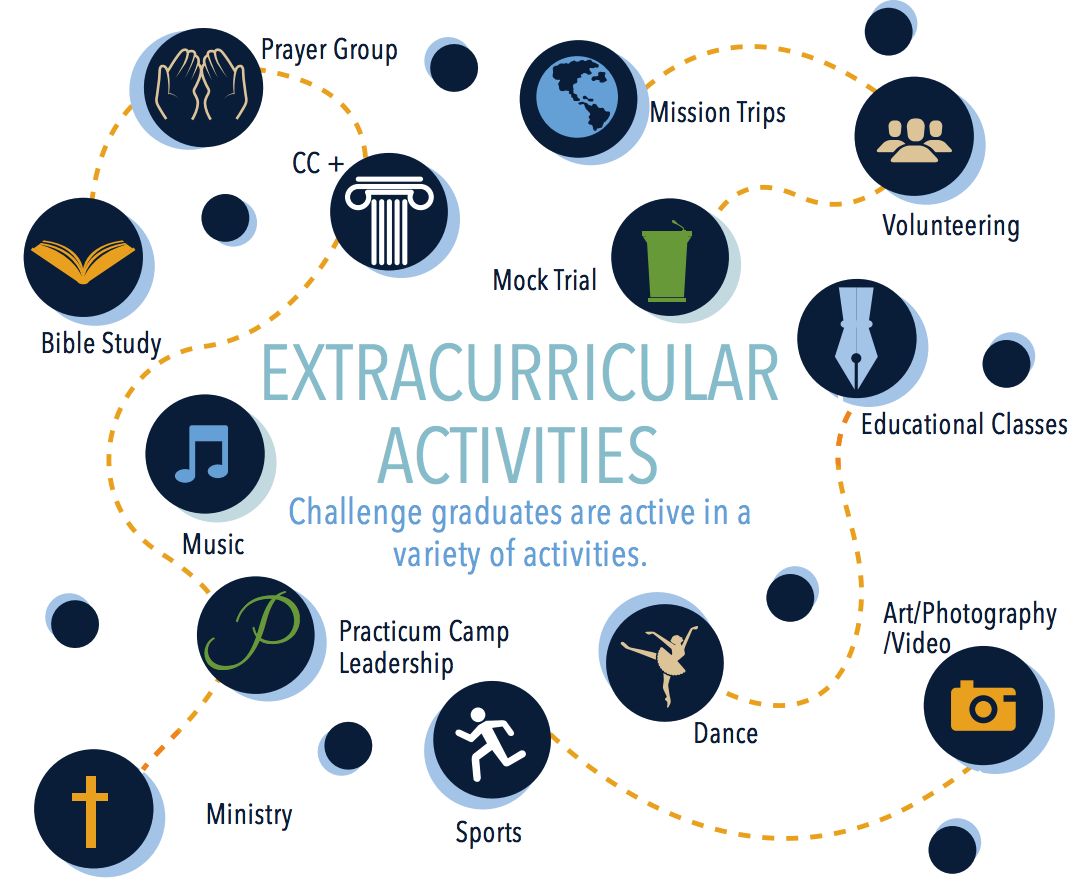 Prayer Group
Mission Trips
CC +
Volunteering
Mock Trial
Bible Study
EXTRACURRICULAR
ACTIVITIES
Educational Classes
Challenge graduates are active in a
variety of activities.
Music
P
Practicum Camp
Leadership
Art/Photography
/Video
Dance
Ministry
Sports